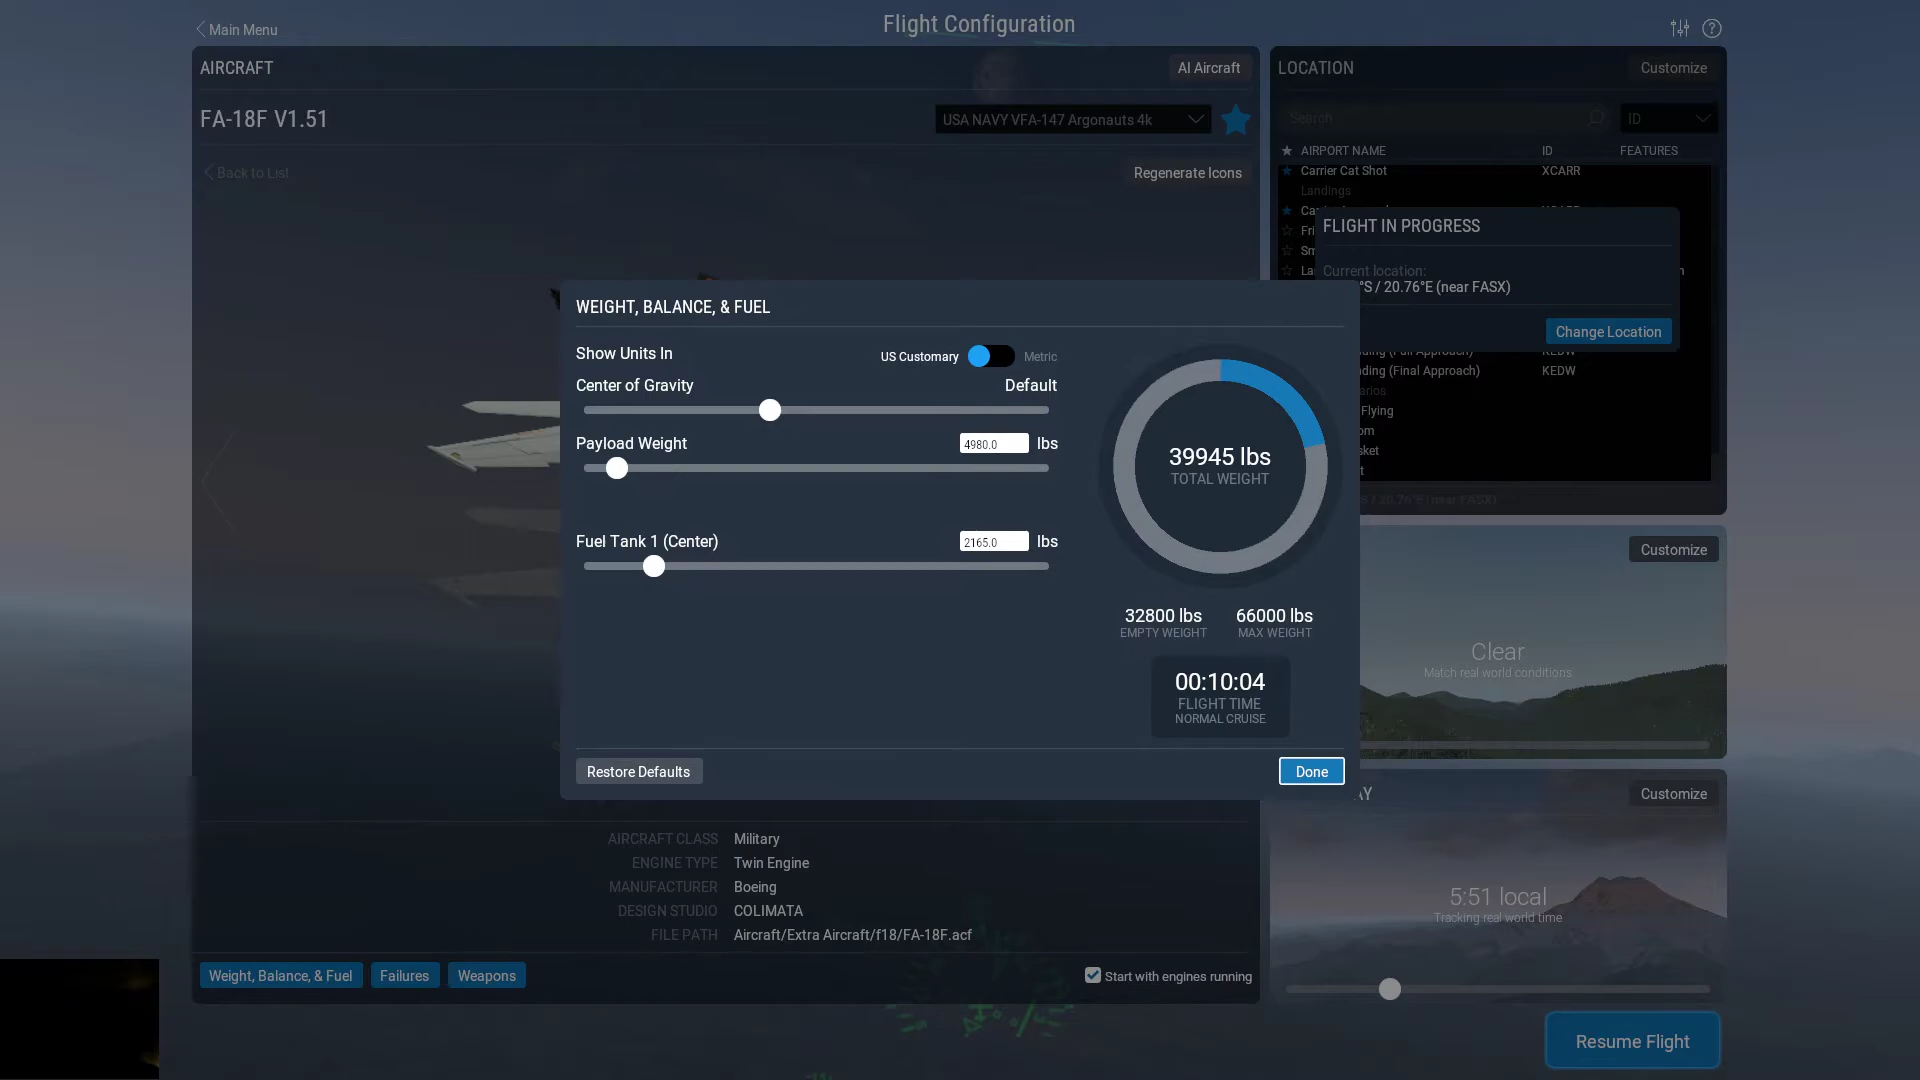 Main Menu
Flight Configuration
AIRCRAFT
AI Aircraft
FA-18F V1.51
USA NAVY VFA-147 Argonauts 4k
Back to List
Regenerate Icons
LOCATION
Customize
Search
ID
AIRPORT NAME
ID
FEATURES
Carrier Cat Shot
XCARR
Landings
FLIGHT IN PROGRESS
Current location:
°S / 20.76°E (near FASX)
Change Location
KEDW
ding (Final Approach)
KEDW
Flying
WEIGHT, BALANCE, & FUEL
Show Units In
US Customary
Metric
Center of Gravity
Default
Payload Weight
4980.0
lbs
Fuel Tank 1 (Center)
2165.0
lbs
39945 lbs
TOTAL WEIGHT
32800 lbs
EMPTY WEIGHT
66000 lbs
MAX WEIGHT
00:10:04
FLIGHT TIME
NORMAL CRUISE
Restore Defaults
Done
Customize
Clear
Match real world conditions
AY
Customize
5:51 local
Tracking real world time
AIRCRAFT CLASS
Military
ENGINE TYPE
Twin Engine
MANUFACTURER
Boeing
DESIGN STUDIO
COLIMATA
FILE PATH
Aircraft/Extra Aircraft/f18/FA-18F.acf
Weight, Balance, & Fuel
Failures
Weapons
Start with engines running
Resume Flight